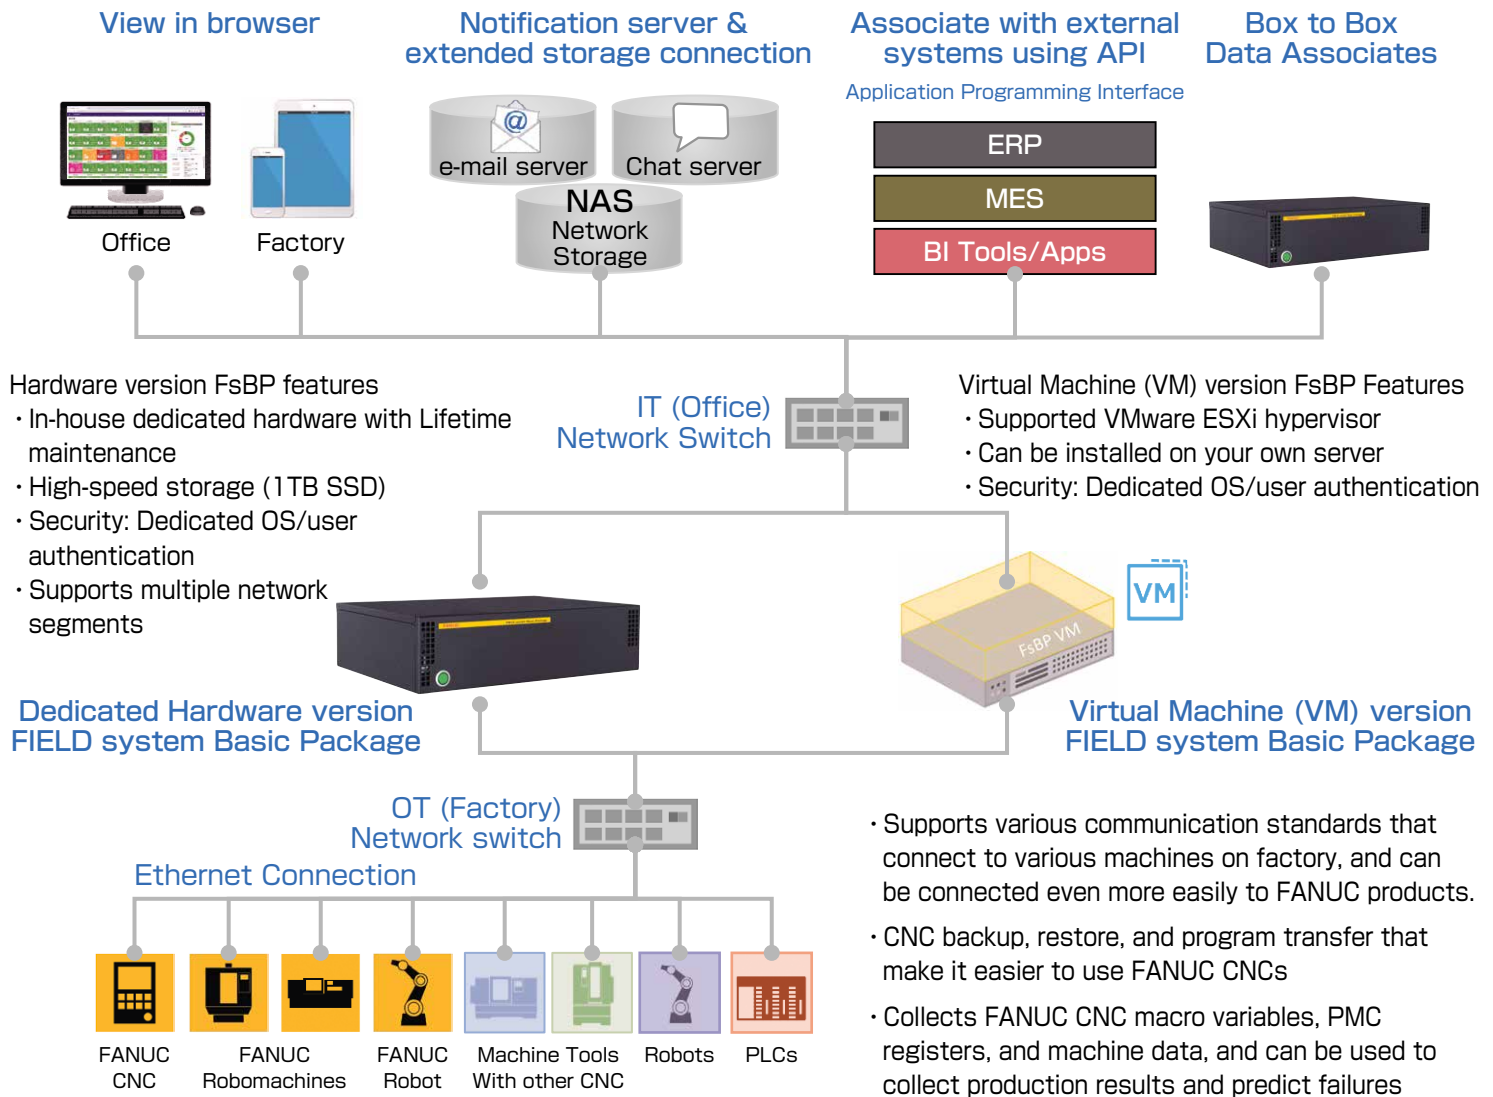 View in browser
Notification server &
extended storage connection
Associate with external
systems using API
Application Programming Interface
Box to Box
Data Associates
@
e-mail server
Chat server
NAS
Network
Storage
ERP
MES
BI Tools/Apps
Office
Factory
Hardware version FsBP features
・In-house dedicated hardware with Lifetime
maintenance
・High-speed storage (1TB SSD)
・Security: Dedicated OS/user
authentication
・Supports multiple network
segments
IT (Office)
Network Switch
Virtual Machine (VM) version FsBP Features
・Supported VMware ESXi hypervisor
・Can be installed on your own server
・Security: Dedicated OS/user authentication
VM
FsBP VM
Dedicated Hardware version
FIELD system Basic Package
Virtual Machine (VM) version
FIELD system Basic Package
OT (Factory)
Network switch
Ethernet Connection
FANUC
CNC
FANUC
Robomachines
FANUC
Robot
Machine Tools
With other CNC
Robots
PLCs
・Supports various communication standards that
connect to various machines on factory, and can
be connected even more easily to FANUC products.
・CNC backup, restore, and program transfer that
make it easier to use FANUC CNCs
・Collects FANUC CNC macro variables, PMC
registers, and machine data, and can be used to
collect production results and predict failures